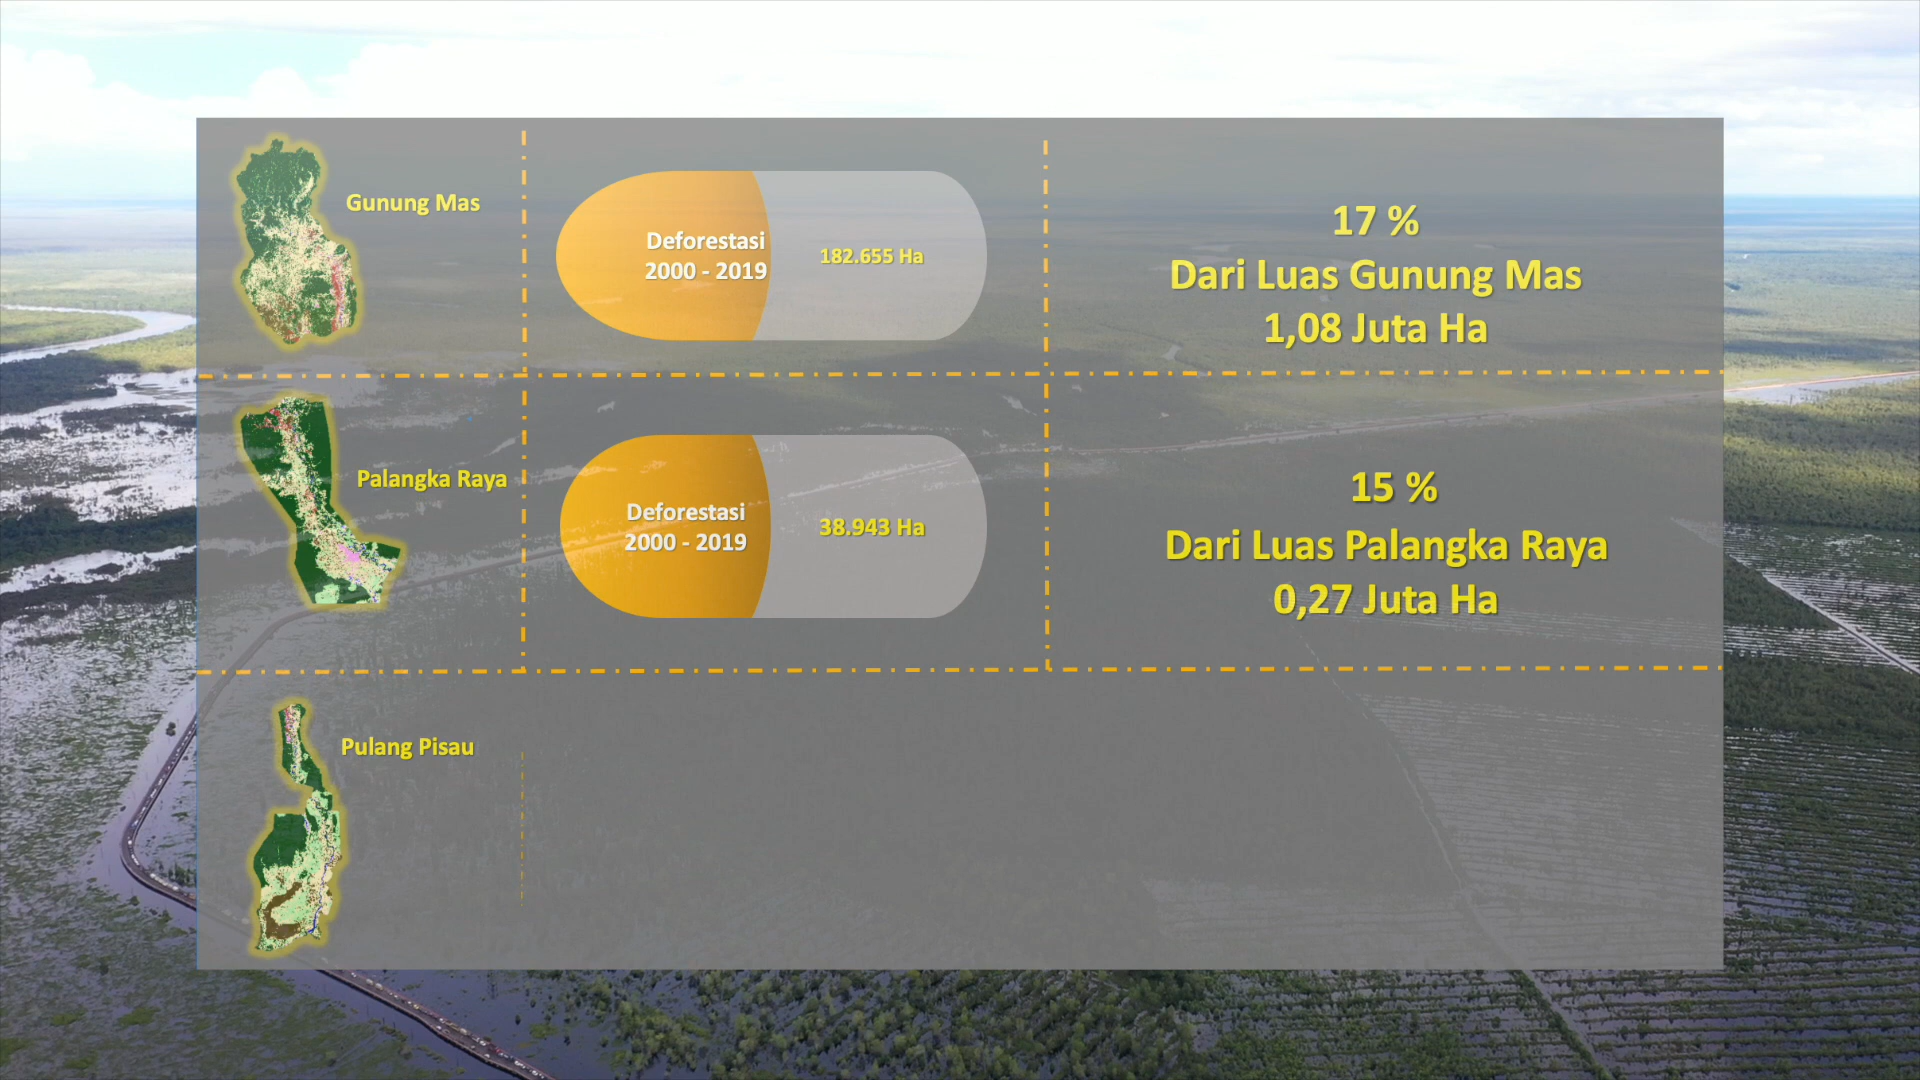 Gunung Mas
Deforestasi
2000 - 2019
182.655 Ha
17 %
Dari Luas Gunung Mas
1,08 Juta Ha
Palangka Raya
Deforestasi
2000 - 2019
38.943 Ha
15 %
Dari Luas Palangka Raya
0,27 Juta Ha
Pulang Pisau